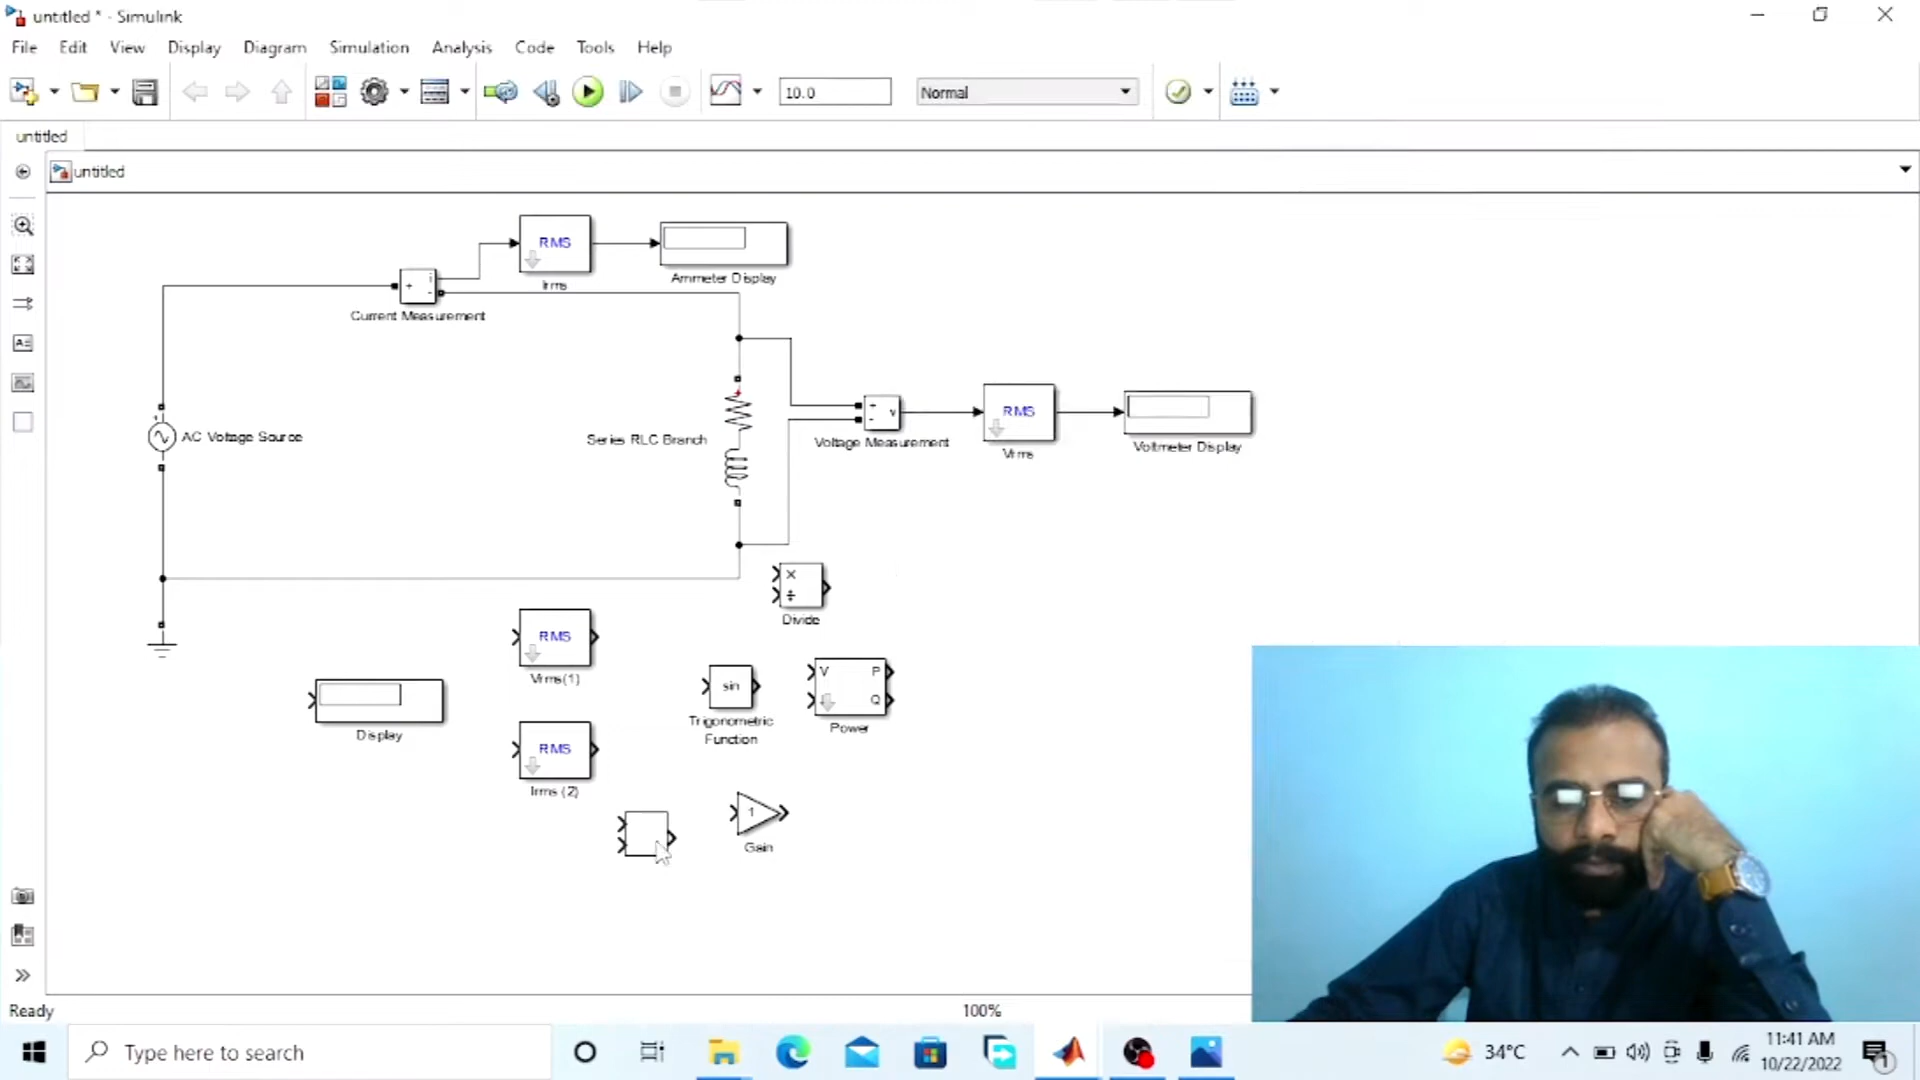 untitled * - Simulink
File Edit View Display Diagram Simulation Analysis Code Tools Help
10.0
Normal
untitled
untitled
RMS
Irms
Ammeter Display
+ i -
Current Measurement
AC Voltage Source
Series RLC Branch
+ - v
Voltage Measurement
RMS
Vrms
Voltmeter Display
× ÷
Divide
RMS
Vrms(1)
Display
sin
Trigonometric
Function
V P
Q
Power
RMS
Irms (2)
1
Gain
Ready
100%
Type here to search
34°C
11:41 AM
10/22/2022
1